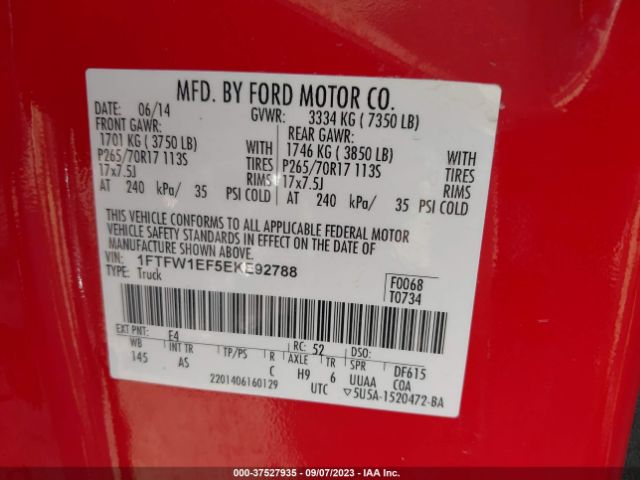 MFD. BY FORD MOTOR CO.
DATE: 06/14 GVWR: 3334 KG ( 7350 LB)
FRONT GAWR: REAR GAWR:
1701 KG ( 3750 LB) WITH 1746 KG ( 3850 LB) WITH
P265/70R17 113S TIRES P265/70R17 113S TIRES
17x7.5J RIMS 17x7.5J RIMS
AT 240 kPa/ 35 PSI COLD AT 240 kPa/ 35 PSI COLD
THIS VEHICLE CONFORMS TO ALL APPLICABLE FEDERAL MOTOR
VEHICLE SAFETY STANDARDS IN EFFECT ON THE DATE OF
MANUFACTURE SHOWN ABOVE.
VIN: 1FTFW1EF5EKE92788
TYPE: Truck
F0068
T0734
EXT PNT: E4 RC: 52 DSO:
WB INT TR TP/PS R AXLE TR SPR DF615
145 AS C H9 6 UUAA COA
2201406160129 UTC ▽5U5A-1520472-BA
000-37527935 - 09/07/2023 - IAA Inc.